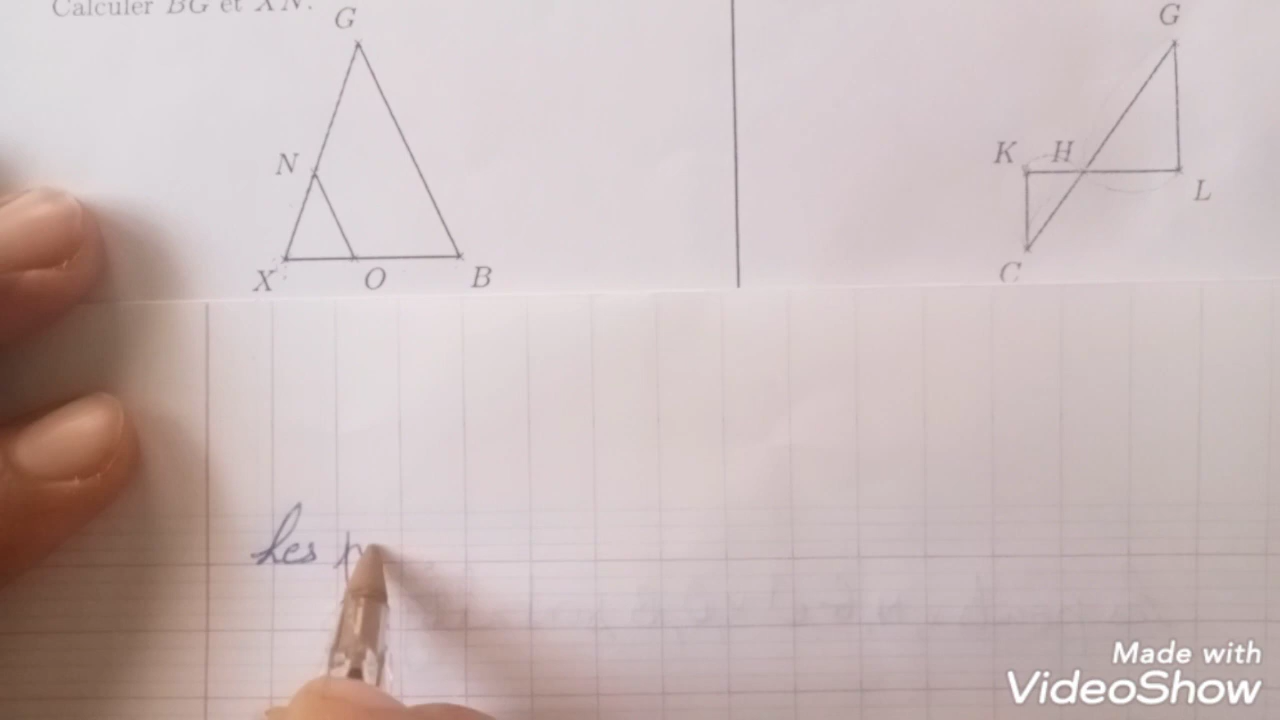 Calculer BG et XN.
G
N
X
O
B
G
K
H
L
C
Les p
Made with
VideoShow